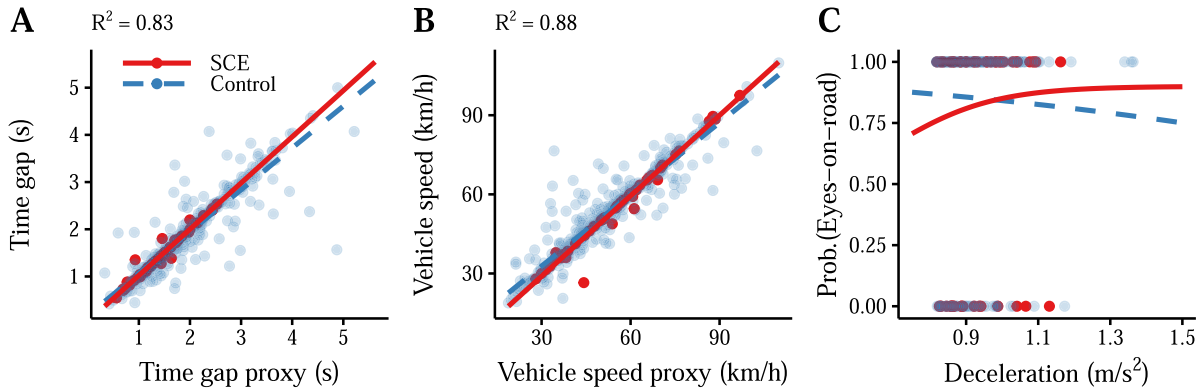 A
R² = 0.83
SCE
Control
Time gap (s)
5
4
3
2
1
1 2 3 4 5
Time gap proxy (s)
B
R² = 0.88
Vehicle speed (km/h)
90
60
30
30 60 90
Vehicle speed proxy (km/h)
C
Prob.(Eyes−on−road)
1.00
0.75
0.50
0.25
0.00
0.9 1.1 1.3 1.5
Deceleration (m/s²)